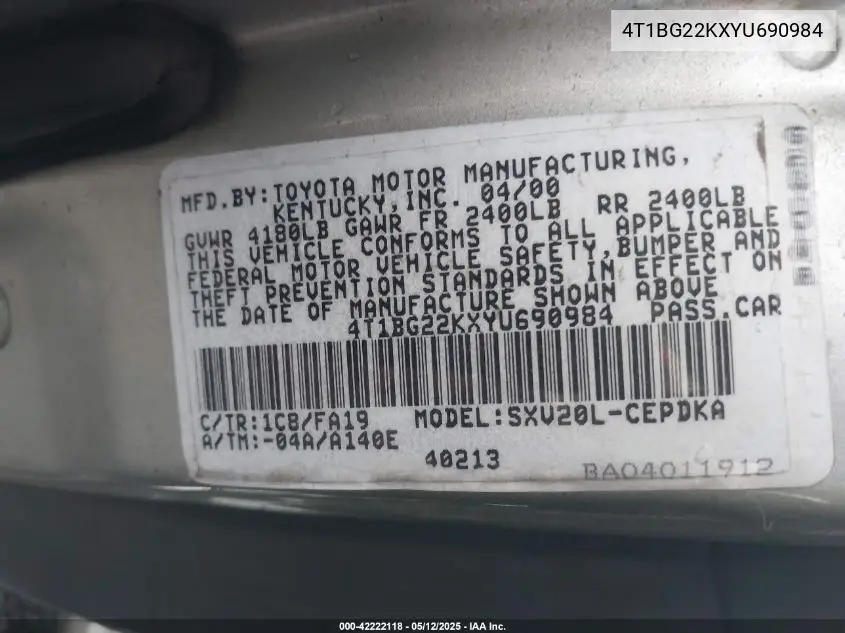 4T1BG22KXYU690984
MFD.BY:TOYOTA MOTOR MANUFACTURING,
KENTUCKY,INC. 04/00
GVWR 4180LB GAWR FR 2400LB RR 2400LB
THIS VEHICLE CONFORMS TO ALL APPLICABLE
FEDERAL MOTOR VEHICLE SAFETY,BUMPER AND
THEFT PREVENTION STANDARDS IN EFFECT ON
THE DATE OF MANUFACTURE SHOWN ABOVE
4T1BG22KXYU690984 PASS.CAR
C/TR:1C8/FA19 MODEL:SXV20L-CEPDKA
A/TM:-04A/A140E
40213
BA04011912
000-42222118 - 05/12/2025 - IAA Inc.